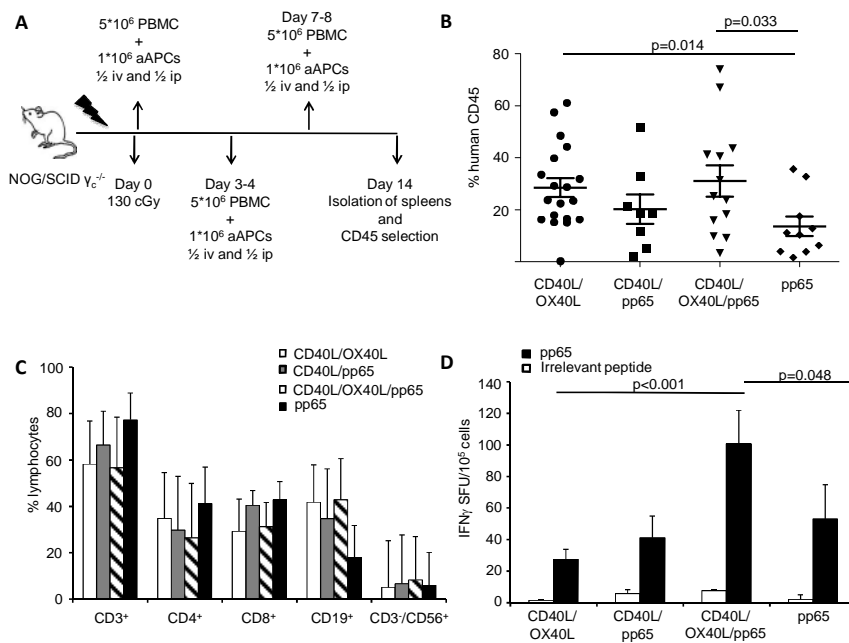 A
5*10⁶ PBMC
+
1*10⁶ aAPCs
½ iv and ½ ip
Day 7-8
5*10⁶ PBMC
+
1*10⁶ aAPCs
½ iv and ½ ip
NOG/SCID γc⁻/⁻
Day 0
130 cGy
Day 3-4
5*10⁶ PBMC
+
1*10⁶ aAPCs
½ iv and ½ ip
Day 14
Isolation of spleens
and
CD45 selection
B
p=0.033
p=0.014
% human CD45
80
60
40
20
0
CD40L/
OX40L
CD40L/
pp65
CD40L/
OX40L/pp65
pp65
C
CD40L/OX40L
CD40L/pp65
CD40L/OX40L/pp65
pp65
% lymphocytes
100
80
60
40
20
0
CD3⁺
CD4⁺
CD8⁺
CD19⁺
CD3⁻/CD56⁺
D
pp65
Irrelevant peptide
p<0.001
p=0.048
IFNγ SFU/10⁵ cells
140
120
100
80
60
40
20
0
CD40L/
OX40L
CD40L/
pp65
CD40L/
OX40L/pp65
pp65